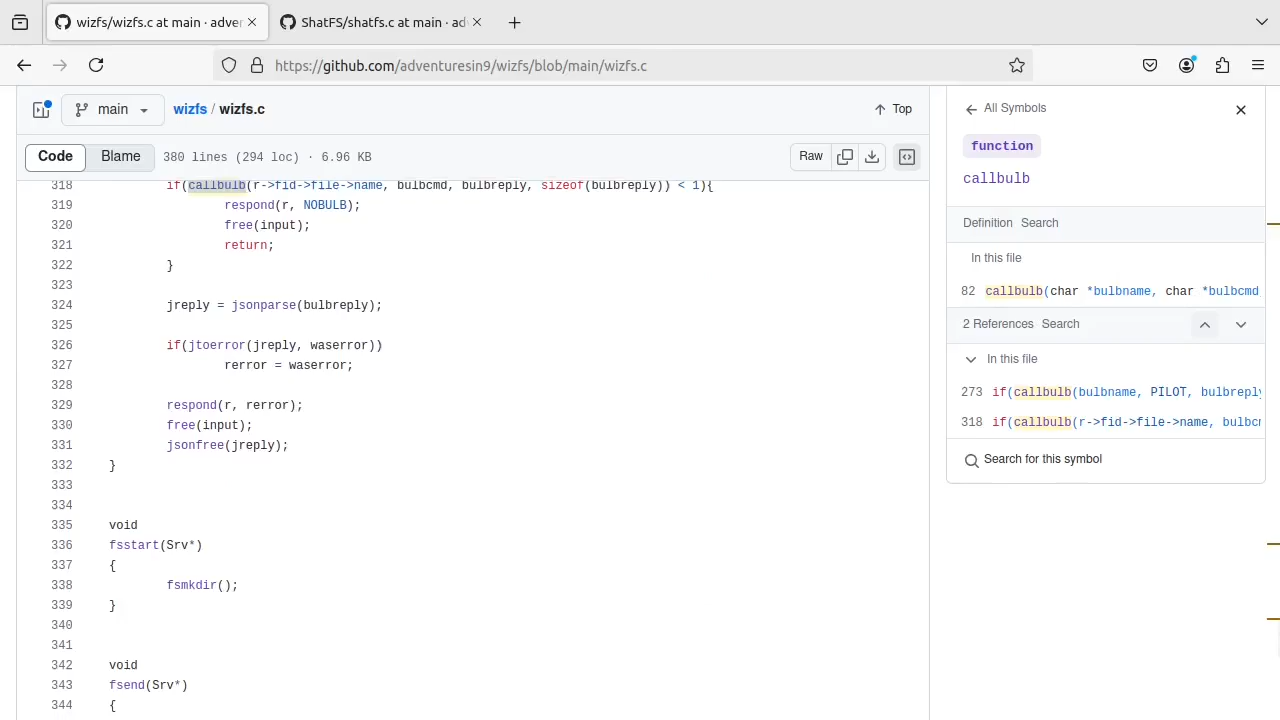 wizfs/wizfs.c at main · adver
ShatFS/shatfs.c at main · ad
https://github.com/adventuresin9/wizfs/blob/main/wizfs.c
main
wizfs / wizfs.c
Top
Code
Blame
380 lines (294 loc) · 6.96 KB
Raw
318 if(callbulb(r->fid->file->name, bulbcmd, bulbreply, sizeof(bulbreply)) < 1){
319 respond(r, NOBULB);
320 free(input);
321 return;
322 }
323
324 jreply = jsonparse(bulbreply);
325
326 if(jtoerror(jreply, waserror))
327 rerror = waserror;
328
329 respond(r, rerror);
330 free(input);
331 jsonfree(jreply);
332 }
333
334
335 void
336 fsstart(Srv*)
337 {
338 fsmkdir();
339 }
340
341
342 void
343 fsend(Srv*)
344 {
All Symbols
function
callbulb
Definition Search
In this file
82 callbulb(char *bulbname, char *bulbcmd
2 References Search
In this file
273 if(callbulb(bulbname, PILOT, bulbreply
318 if(callbulb(r->fid->file->name, bulbcm
Search for this symbol